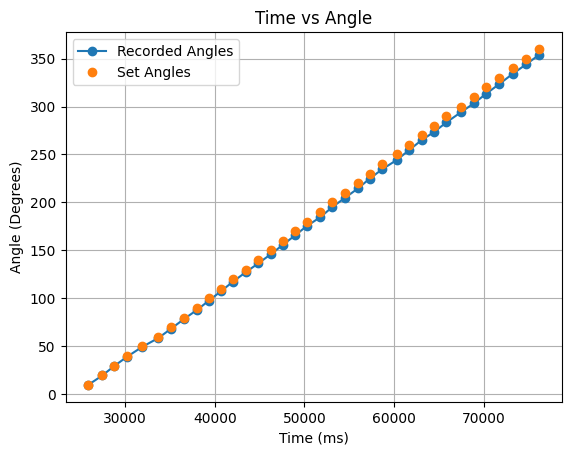 Time vs Angle
Recorded Angles
Set Angles
350
300
250
200
150
100
50
0
Angle (Degrees)
30000 40000 50000 60000 70000
Time (ms)